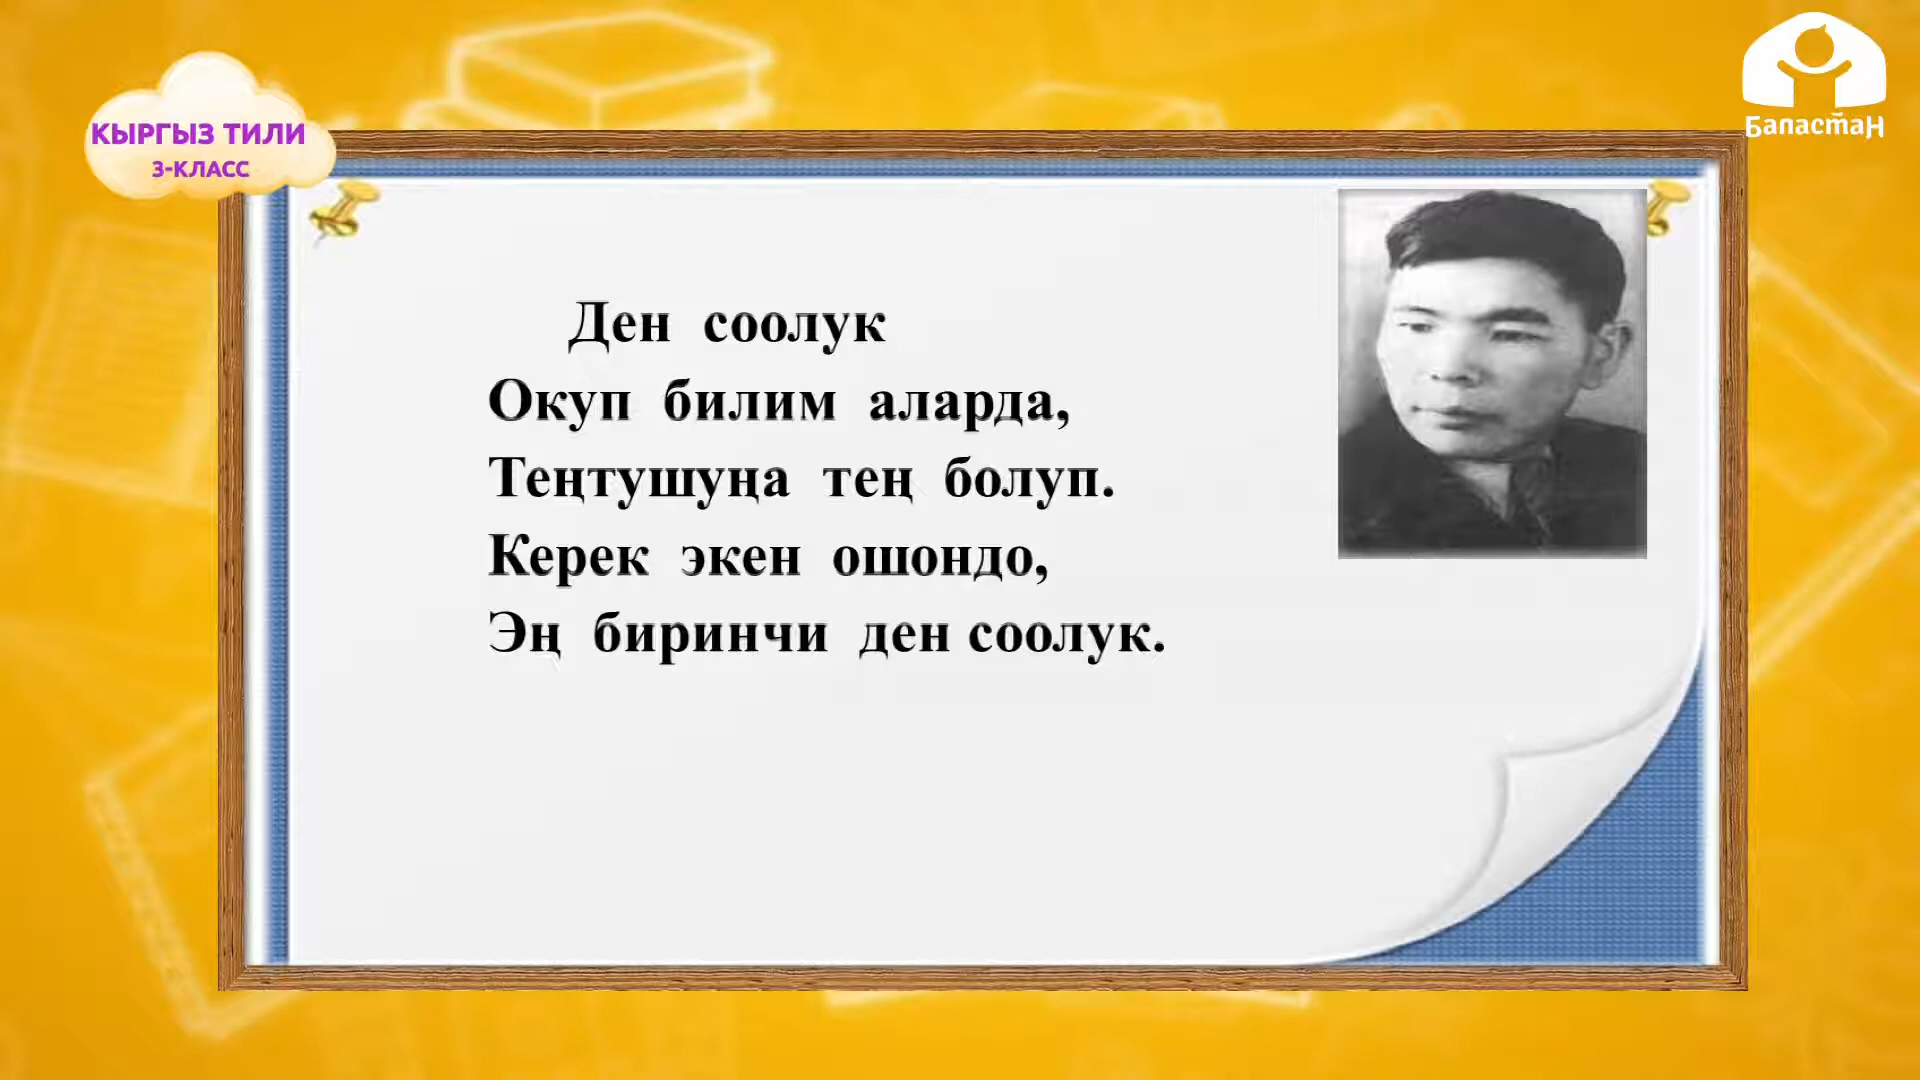 КЫРГЫЗ ТИЛИ
3-КЛАСС
Баластан
Ден соолук
Окуп билим аларда,
Теңтушуңа тең болуп.
Керек экен ошондо,
Эң биринчи ден соолук.